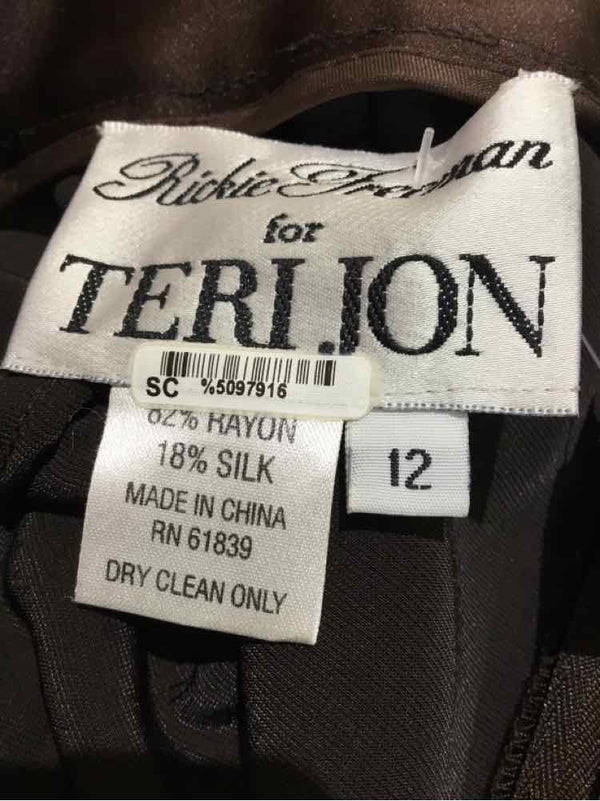 Rickie Freeman
for
TERI JON
SC %5097916
82% RAYON
18% SILK
MADE IN CHINA
RN 61839
DRY CLEAN ONLY
12